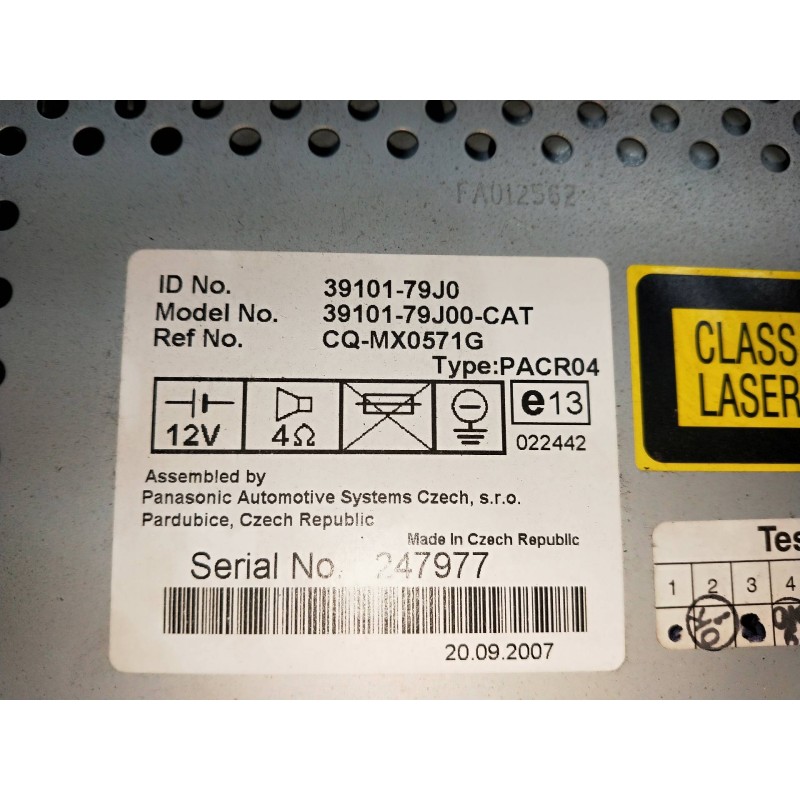 FA012562
ID No. 39101-79J0
Model No. 39101-79J00-CAT
Ref No. CQ-MX0571G
Type:PACR04
12V 4Ω e13
022442
Assembled by
Panasonic Automotive Systems Czech, s.r.o.
Pardubice, Czech Republic
Made In Czech Republic
Serial No. 247977
20.09.2007
CLASS
LASER
Tes
1 2 3 4